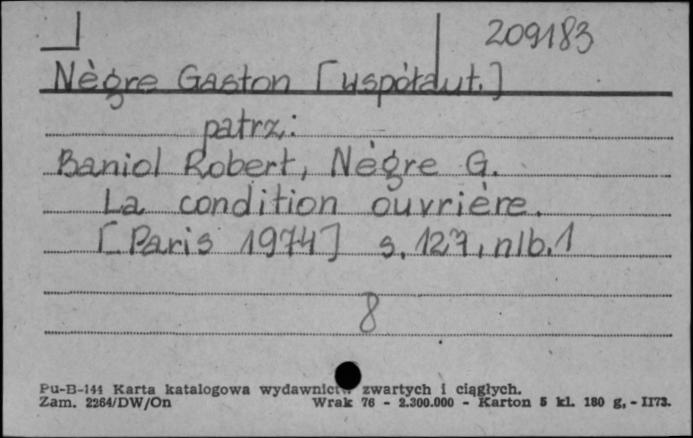 209183
Nègre Gaston [współaut.]
patrz:
Baniol Robert, Nègre G.
La condition ouvrière.
[Paris 1974] s. 127, nlb. 1
8
Pu-B-144 Karta katalogowa wydawnictw zwartych i ciągłych.
Zam. 2264/DW/On Wrak 76 - 2.300.000 - Karton 5 kl. 180 g, - II73.